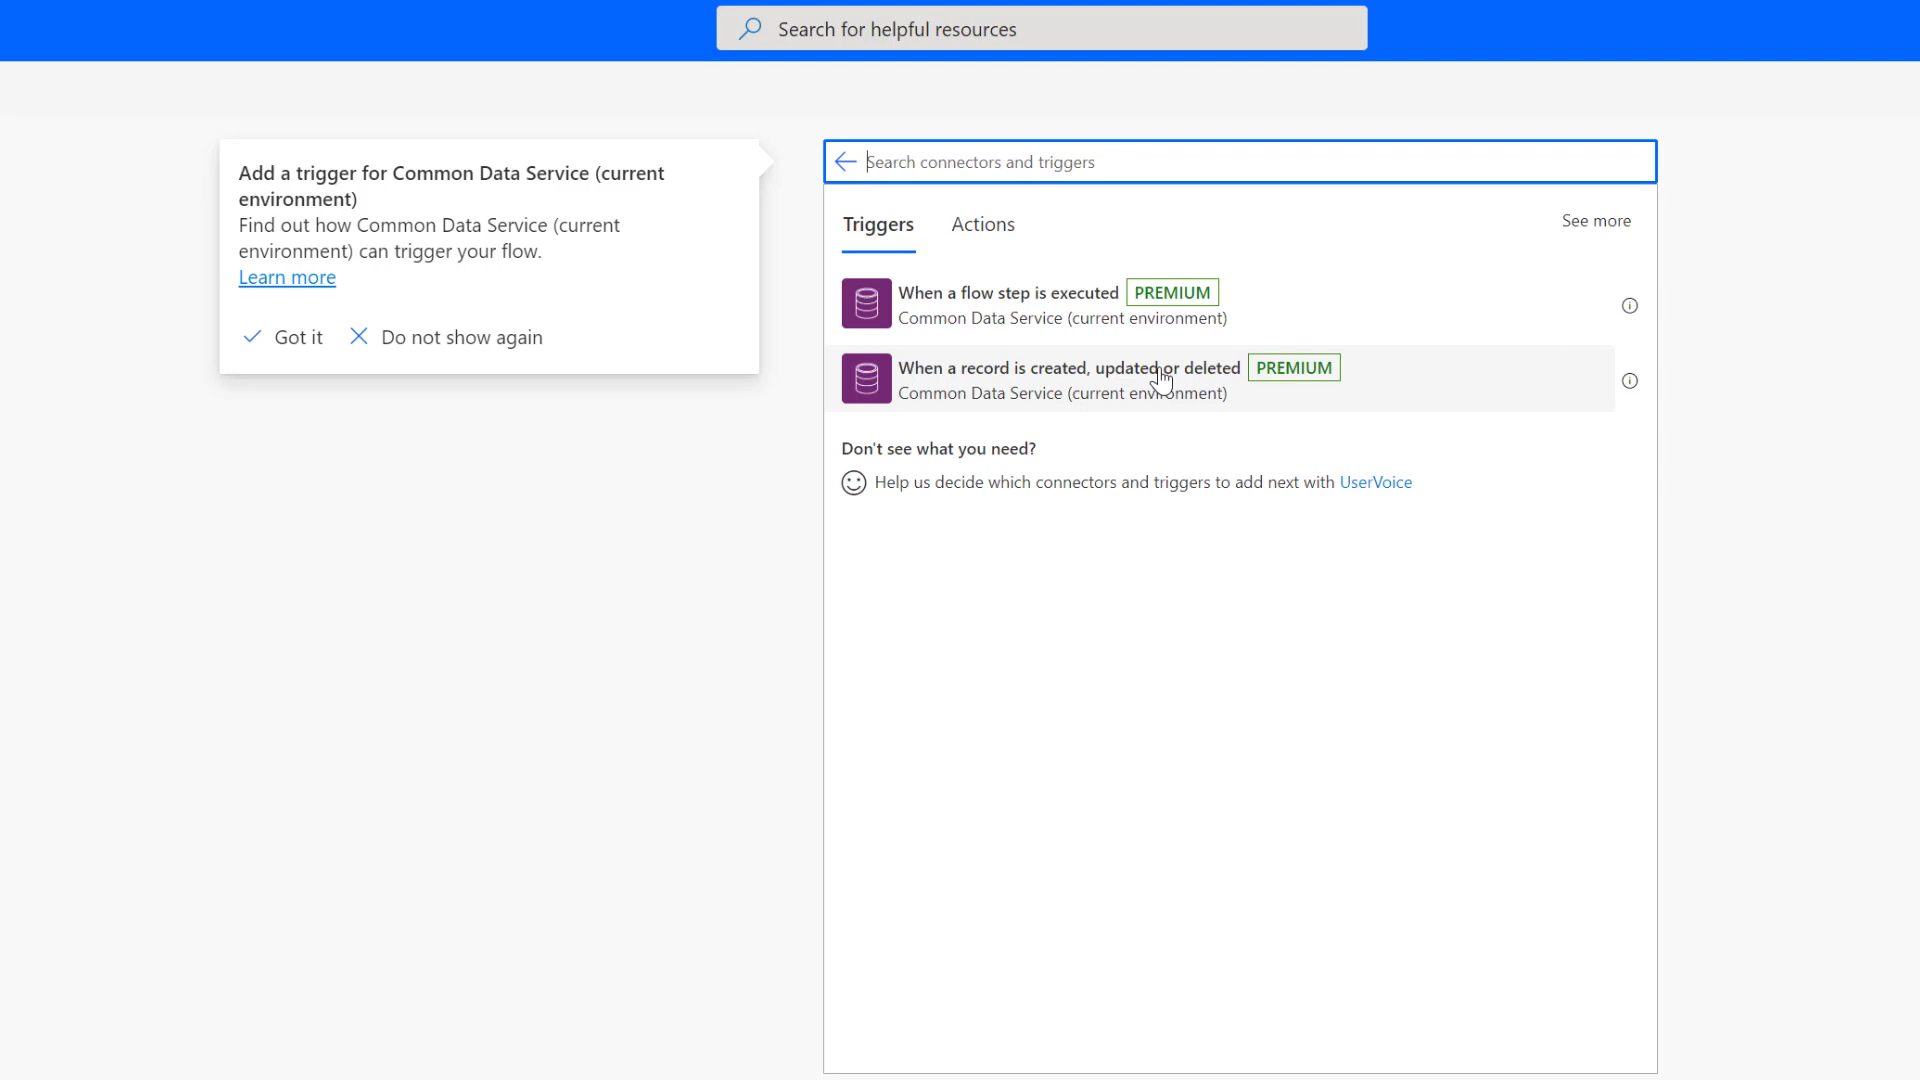 Search for helpful resources
Add a trigger for Common Data Service (current
environment)
Find out how Common Data Service (current
environment) can trigger your flow.
Learn more
Got it
Do not show again
Search connectors and triggers
Triggers
Actions
See more
When a flow step is executed PREMIUM
Common Data Service (current environment)
When a record is created, updated or deleted PREMIUM
Common Data Service (current environment)
Don't see what you need?
Help us decide which connectors and triggers to add next with UserVoice